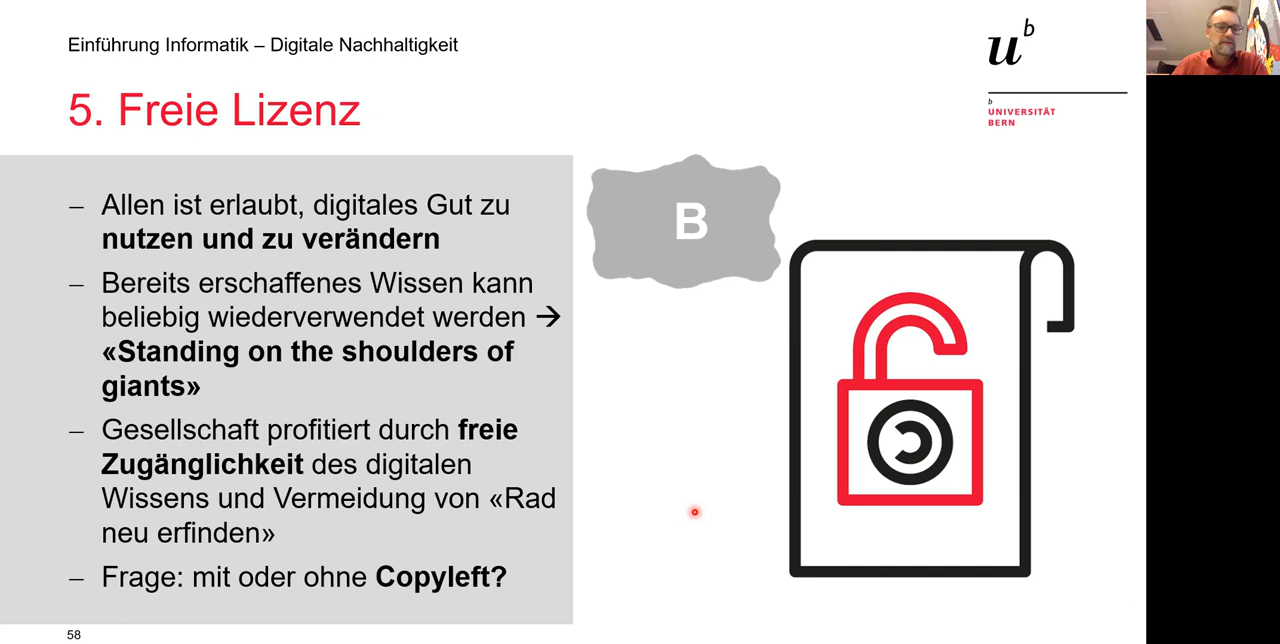 Einführung Informatik – Digitale Nachhaltigkeit
u^b
b
UNIVERSITÄT
BERN
5. Freie Lizenz
– Allen ist erlaubt, digitales Gut zu
nutzen und zu verändern
– Bereits erschaffenes Wissen kann
beliebig wiederverwendet werden →
«Standing on the shoulders of
giants»
– Gesellschaft profitiert durch freie
Zugänglichkeit des digitalen
Wissens und Vermeidung von «Rad
neu erfinden»
– Frage: mit oder ohne Copyleft?
B
58